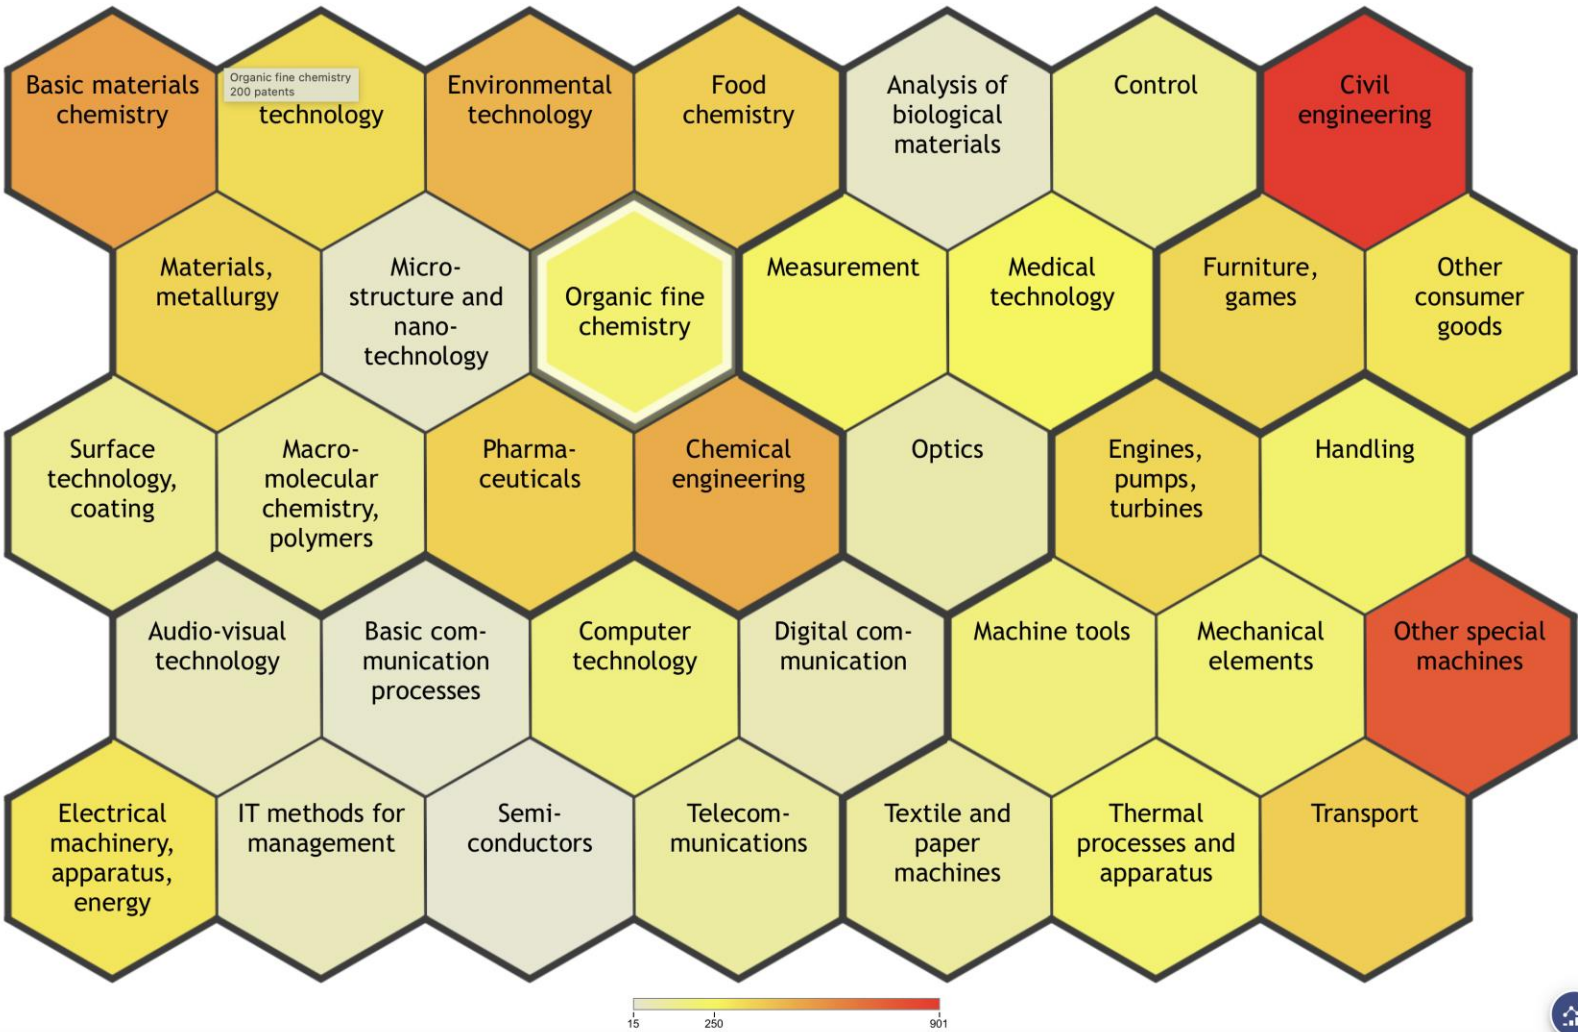 Basic materials
chemistry
Organic fine chemistry
200 patents
technology
Environmental
technology
Food
chemistry
Analysis of
biological
materials
Control
Civil
engineering
Materials,
metallurgy
Micro-
structure and
nano-
technology
Organic fine
chemistry
Measurement
Medical
technology
Furniture,
games
Other
consumer
goods
Surface
technology,
coating
Macro-
molecular
chemistry,
polymers
Pharma-
ceuticals
Chemical
engineering
Optics
Engines,
pumps,
turbines
Handling
Audio-visual
technology
Basic com-
munication
processes
Computer
technology
Digital com-
munication
Machine tools
Mechanical
elements
Other special
machines
Electrical
machinery,
apparatus,
energy
IT methods for
management
Semi-
conductors
Telecom-
munications
Textile and
paper
machines
Thermal
processes and
apparatus
Transport
15
250
901